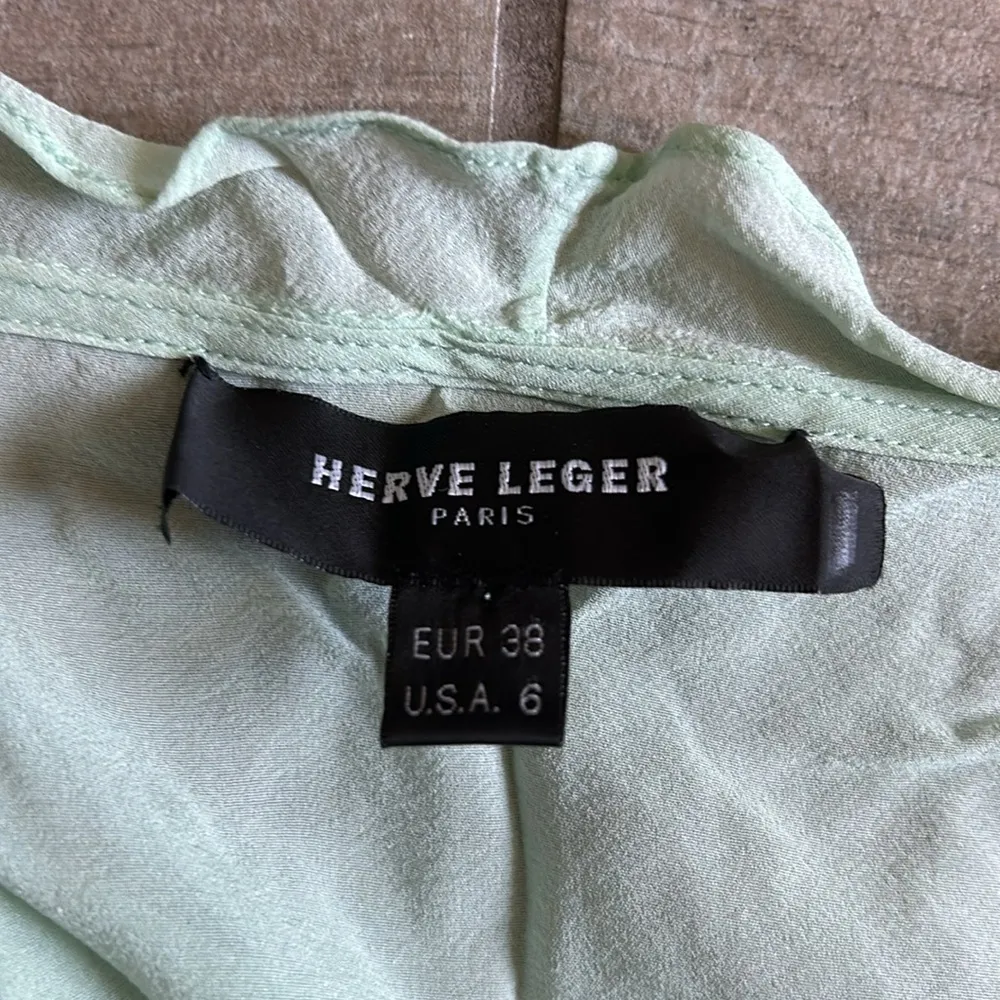 HERVE LEGER
PARIS
EUR 38
U.S.A. 6